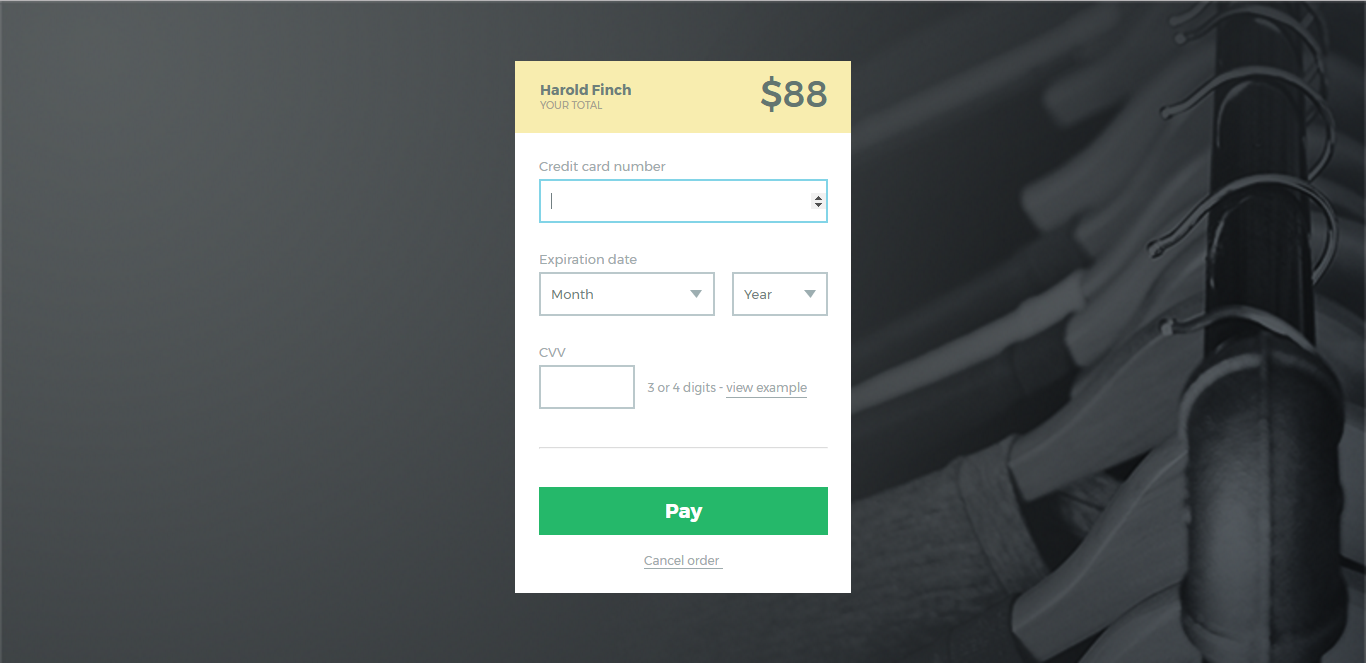 Harold Finch
YOUR TOTAL
$88
Credit card number
Expiration date
Month
Year
CVV
3 or 4 digits - view example
Pay
Cancel order